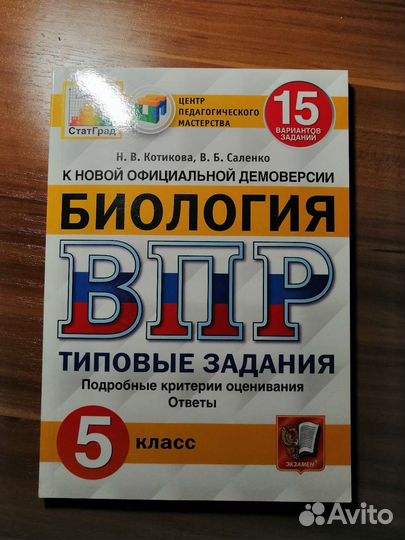 СтатГрад
ЦЕНТР
ПЕДАГОГИЧЕСКОГО
МАСТЕРСТВА
15
ВАРИАНТОВ
ЗАДАНИЙ
Н. В. Котикова, В. Б. Саленко
К НОВОЙ ОФИЦИАЛЬНОЙ ДЕМОВЕРСИИ
БИОЛОГИЯ
ВПР
ТИПОВЫЕ ЗАДАНИЯ
Подробные критерии оценивания
Ответы
5 класс
ЭКЗАМЕН
Avito